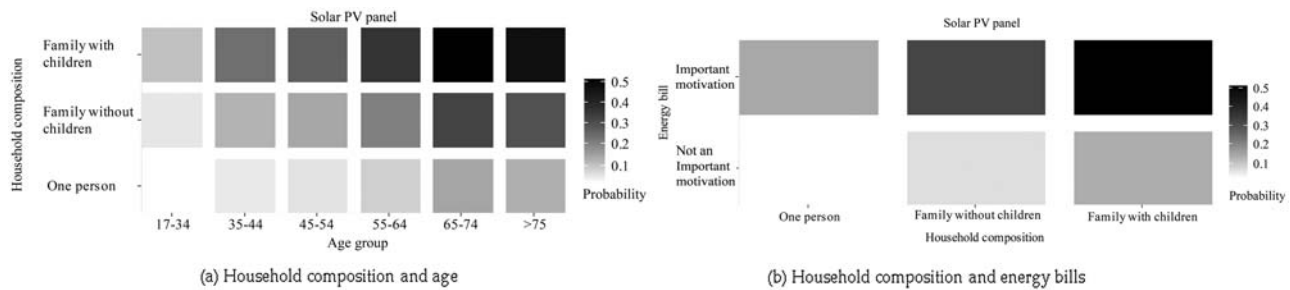 Solar PV panel
Household composition
Family with
children
Family without
children
One person
17-34
35-44
45-54
55-64
65-74
>75
Age group
0.5
0.4
0.3
0.2
0.1
Probability
(a) Household composition and age
Solar PV panel
Energy bill
Important
motivation
Not an
Important
motivation
One person
Family without children
Family with children
Household composition
0.5
0.4
0.3
0.2
0.1
Probability
(b) Household composition and energy bills